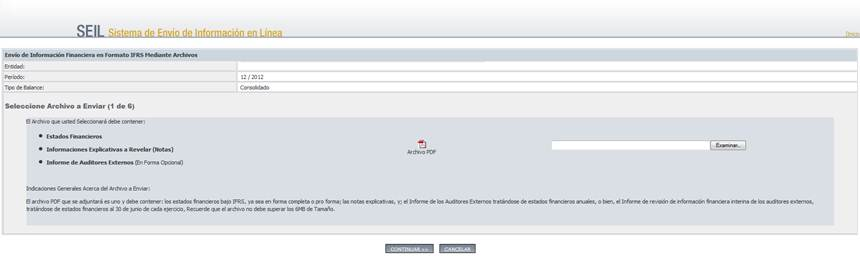 SEIL Sistema de Envío de Información en Línea
Envío de Información Financiera en Formato IFRS Mediante Archivos
Entidad:
Período: 12 / 2012
Tipo de Balance: Consolidado
Seleccione Archivo a Enviar (1 de 6)
El Archivo que usted Seleccionará debe contener:
• Estados Financieros
• Informaciones Explicativas a Revelar (Notas)
• Informe de Auditores Externos (En Forma Opcional)
Archivo PDF
Examinar...
Indicaciones Generales Acerca del Archivo a Enviar:
El archivo PDF que se adjuntará es uno y debe contener: los estados financieros bajo IFRS, ya sea en forma completa o pro forma; las notas explicativas, y; el Informe de los Auditores Externos tratándose de estados financieros anuales, o bien, el Informe de revisión de información financiera interina de los auditores externos,
tratándose de estados financieros al 30 de junio de cada ejercicio, Recuerde que el archivo no debe superar los 6MB de Tamaño.
CONTINUAR >> CANCELAR